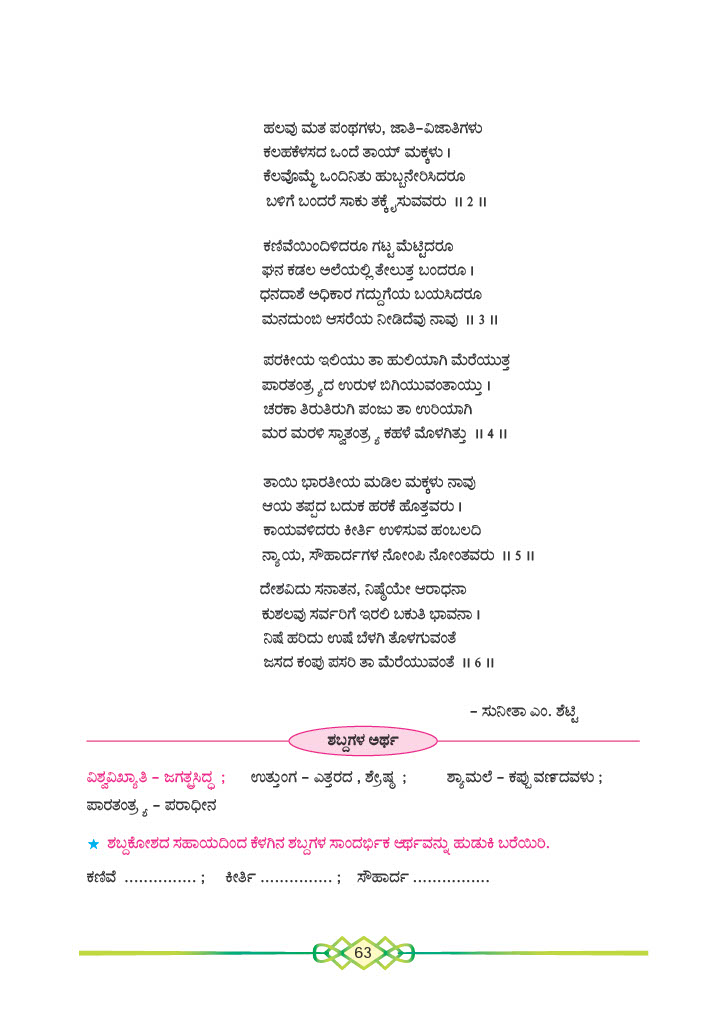 ಹಲವು ಮತ ಪಂಥಗಳು, ಜಾತಿ-ವಿಜಾತಿಗಳು
ಕಲಹಕೆಳಸದ ಒಂದೆ ತಾಯ್ ಮಕ್ಕಳು ।
ಕೆಲವೊಮ್ಮೆ ಒಂದಿನಿತು ಹುಬ್ಬನೇರಿಸಿದರೂ
ಬಳಿಗೆ ಬಂದರೆ ಸಾಕು ತಕ್ಕೈಸುವವರು ॥ 2 ॥
ಕಣಿವೆಯಿಂದಿಳಿದರೂ ಗಟ್ಟ ಮೆಟ್ಟಿದರೂ
ಘನ ಕಡಲ ಅಲೆಯಲ್ಲಿ ತೇಲುತ್ತ ಬಂದರೂ ।
ಧನದಾಶೆ ಅಧಿಕಾರ ಗದ್ದುಗೆಯ ಬಯಸಿದರೂ
ಮನದುಂಬಿ ಆಸರೆಯ ನೀಡಿದೆವು ನಾವು ॥ 3 ॥
ಪರಕೀಯ ಇಲಿಯು ತಾ ಹುಲಿಯಾಗಿ ಮೆರೆಯುತ್ತ
ಪಾರತಂತ್ರ್ಯದ ಉರುಳ ಬಿಗಿಯುವಂತಾಯ್ತು ।
ಚರಕಾ ತಿರುತಿರುಗಿ ಪಂಜು ತಾ ಉರಿಯಾಗಿ
ಮರ ಮರಳಿ ಸ್ವಾತಂತ್ರ್ಯ ಕಹಳೆ ಮೊಳಗಿತ್ತು ॥ 4 ॥
ತಾಯಿ ಭಾರತೀಯ ಮಡಿಲ ಮಕ್ಕಳು ನಾವು
ಆಯ ತಪ್ಪದ ಬದುಕ ಹರಕೆ ಹೊತ್ತವರು ।
ಕಾಯವಳಿದರು ಕೀರ್ತಿ ಉಳಿಸುವ ಹಂಬಲದಿ
ನ್ಯಾಯ, ಸೌಹಾರ್ದಗಳ ನೋಂಪಿ ನೋಂತವರು ॥ 5 ॥
ದೇಶವಿದು ಸನಾತನ, ನಿಷ್ಠೆಯೇ ಆರಾಧನಾ
ಕುಶಲವು ಸರ್ವರಿಗೆ ಇರಲಿ ಬಕುತಿ ಭಾವನಾ ।
ನಿಷೆ ಹರಿದು ಉಷೆ ಬೆಳಗಿ ತೊಳಗುವಂತೆ
ಜಸದ ಕಂಪು ಪಸರಿ ತಾ ಮೆರೆಯುವಂತೆ ॥ 6 ॥
– ಸುನೀತಾ ಎಂ. ಶೆಟ್ಟಿ
ಶಬ್ದಗಳ ಅರ್ಥ
ವಿಶ್ವವಿಖ್ಯಾತಿ – ಜಗತ್ಪ್ರಸಿದ್ಧ ; ಉತ್ತುಂಗ – ಎತ್ತರದ , ಶ್ರೇಷ್ಠ ; ಶ್ಯಾಮಲೆ – ಕಪ್ಪುವರ್ಣದವಳು ;
ಪಾರತಂತ್ರ್ಯ – ಪರಾಧೀನ
★ ಶಬ್ದಕೋಶದ ಸಹಾಯದಿಂದ ಕೆಳಗಿನ ಶಬ್ದಗಳ ಸಾಂದರ್ಭಿಕ ಅರ್ಥವನ್ನು ಹುಡುಕಿ ಬರೆಯಿರಿ.
ಕಣಿವೆ ............... ; ಕೀರ್ತಿ ............... ; ಸೌಹಾರ್ದ ................
63